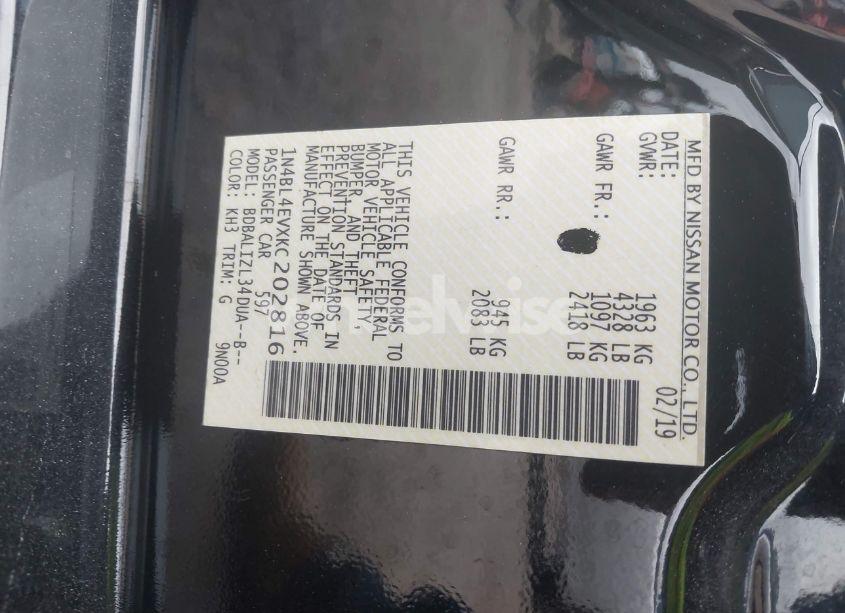 MFD BY NISSAN MOTOR CO., LTD.
DATE: 02/19
GVWR: 1963 KG
4328 LB
GAWR FR.: 1097 KG
2418 LB
GAWR RR.: 945 KG
2083 LB
THIS VEHICLE CONFORMS TO
ALL APPLICABLE FEDERAL
MOTOR VEHICLE SAFETY,
BUMPER, AND THEFT
PREVENTION STANDARDS IN
EFFECT ON THE DATE OF
MANUFACTURE SHOWN ABOVE.
1N4BL4EVXKC202816
PASSENGER CAR 597
MODEL: BDBALIZL34DUA--B--
COLOR: KH3 TRIM: G 9N00A